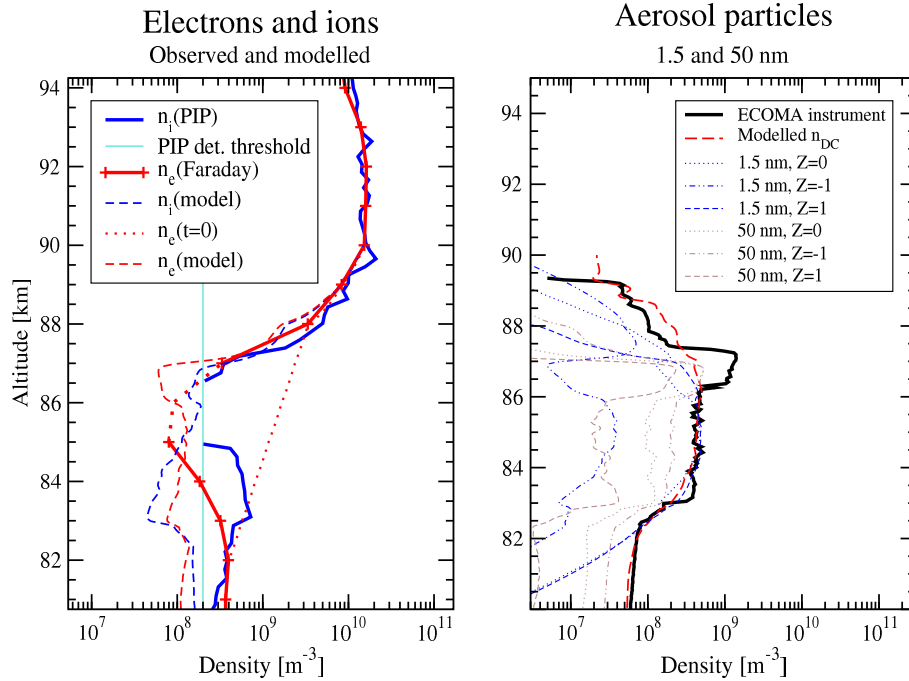 Electrons and ions
Observed and modelled
94
92
90
88
86
84
82
Altitude [km]
n_i(PIP)
PIP det. threshold
n_e(Faraday)
n_i(model)
n_e(t=0)
n_e(model)
10^7
10^8
10^9
10^10
10^11
Density [m^-3]
Aerosol particles
1.5 and 50 nm
94
92
90
88
86
84
82
ECOMA instrument
Modelled n_DC
1.5 nm, Z=0
1.5 nm, Z=-1
1.5 nm, Z=1
50 nm, Z=0
50 nm, Z=-1
50 nm, Z=1
10^7
10^8
10^9
10^10
10^11
Density [m^-3]